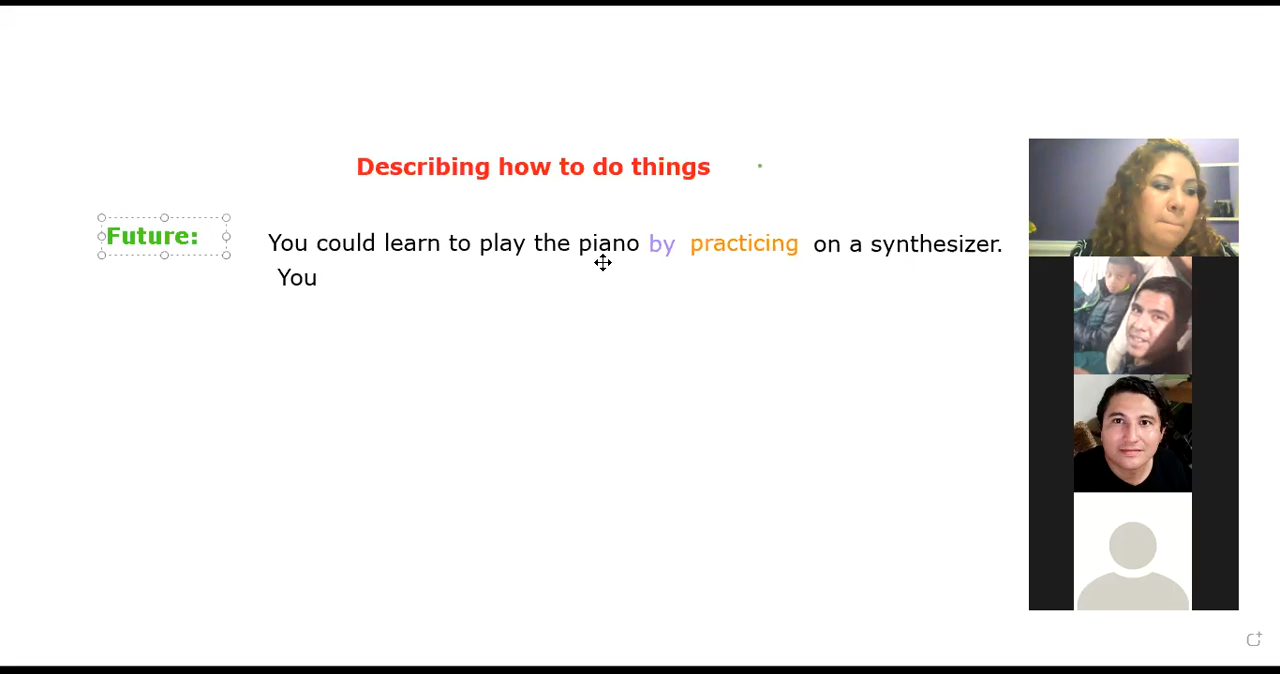 Describing how to do things
Future:
You could learn to play the piano by practicing on a synthesizer.
You